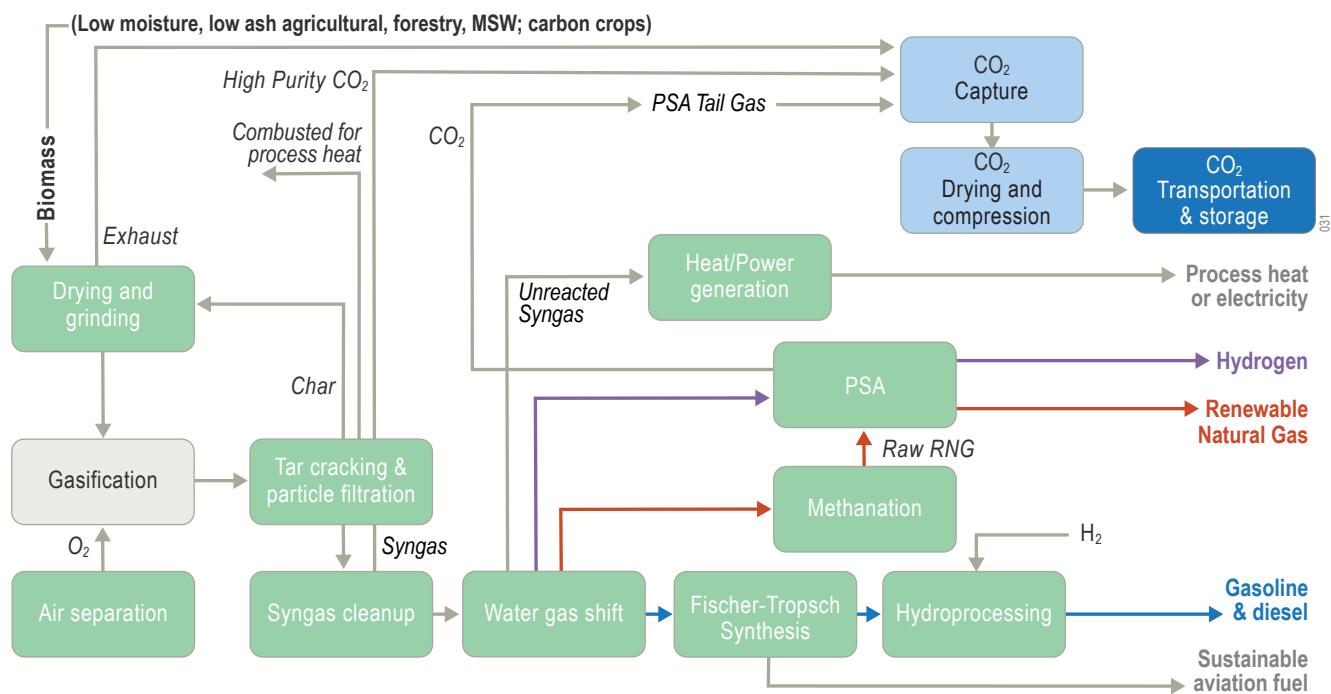 (Low moisture, low ash agricultural, forestry, MSW; carbon crops)
High Purity CO₂
Combusted for
process heat
CO₂
PSA Tail Gas
CO₂
Capture
CO₂
Drying and
compression
CO₂
Transportation
& storage
031
Biomass
Exhaust
Drying and
grinding
Unreacted
Syngas
Heat/Power
generation
Process heat
or electricity
Char
PSA
Hydrogen
Renewable
Natural Gas
Raw RNG
Gasification
Tar cracking &
particle filtration
Methanation
O₂
Syngas
H₂
Air separation
Syngas cleanup
Water gas shift
Fischer-Tropsch
Synthesis
Hydroprocessing
Gasoline
& diesel
Sustainable
aviation fuel